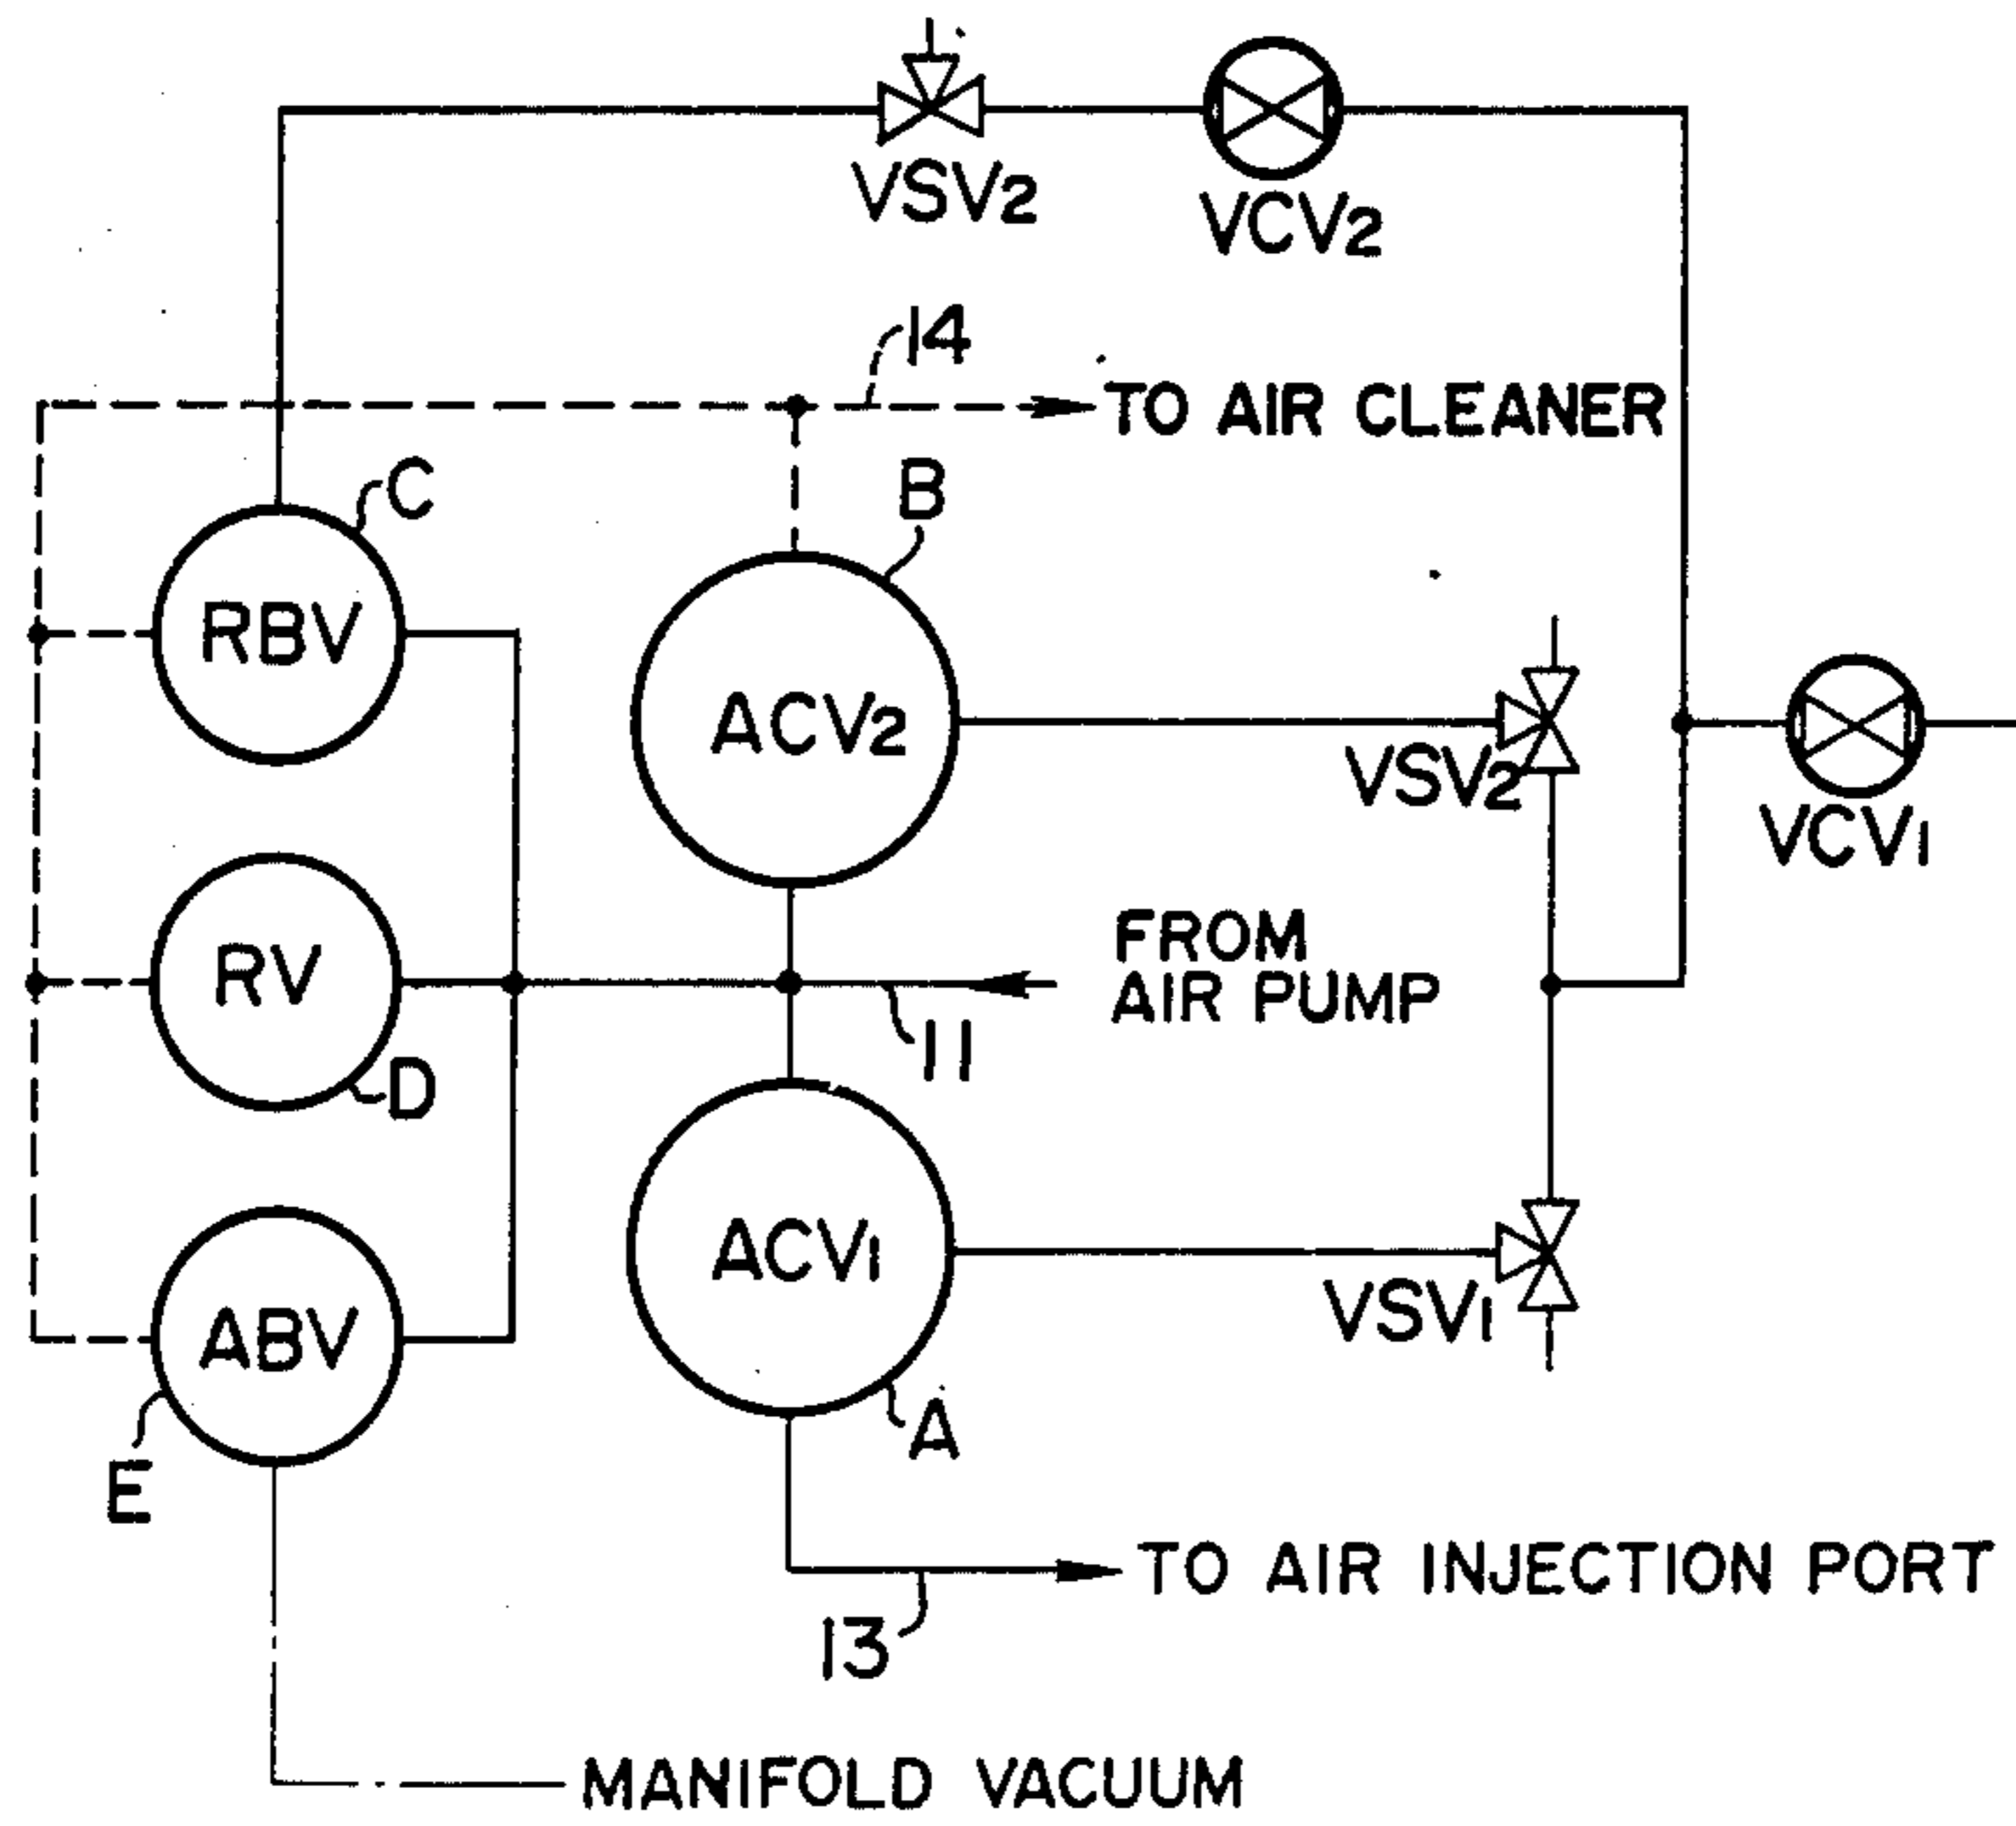 VSV2
VCV2
14
TO AIR CLEANER
C
B
RBV
ACV2
VSV2
VCV1
FROM
AIR PUMP
RV
11
D
ACV1
VSV1
ABV
A
E
TO AIR INJECTION PORT
13
MANIFOLD VACUUM